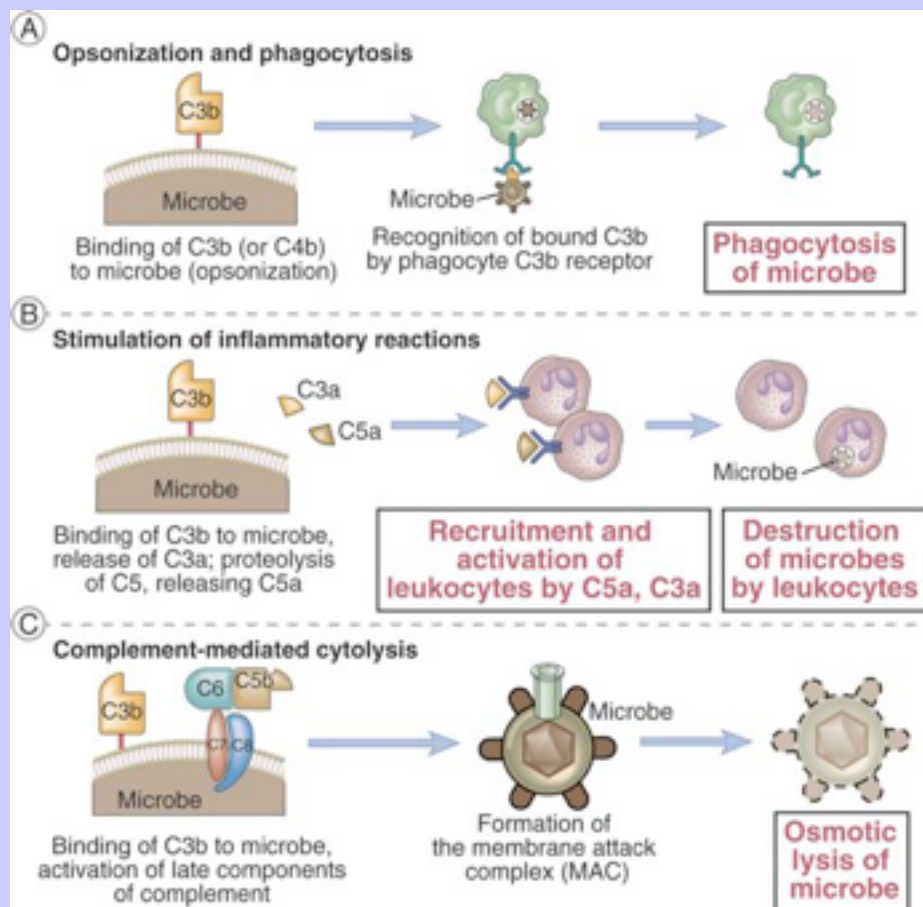 A
Opsonization and phagocytosis
C3b
Microbe
Binding of C3b (or C4b)
to microbe (opsonization)
Microbe
Recognition of bound C3b
by phagocyte C3b receptor
Phagocytosis
of microbe
B
Stimulation of inflammatory reactions
C3b
C3a
C5a
Microbe
Binding of C3b to microbe,
release of C3a; proteolysis
of C5, releasing C5a
Recruitment and
activation of
leukocytes by C5a, C3a
Microbe
Destruction
of microbes
by leukocytes
C
Complement-mediated cytolysis
C3b
C6
C5b
C7
C8
Microbe
Binding of C3b to microbe,
activation of late components
of complement
Microbe
Formation of
the membrane attack
complex (MAC)
Osmotic
lysis of
microbe